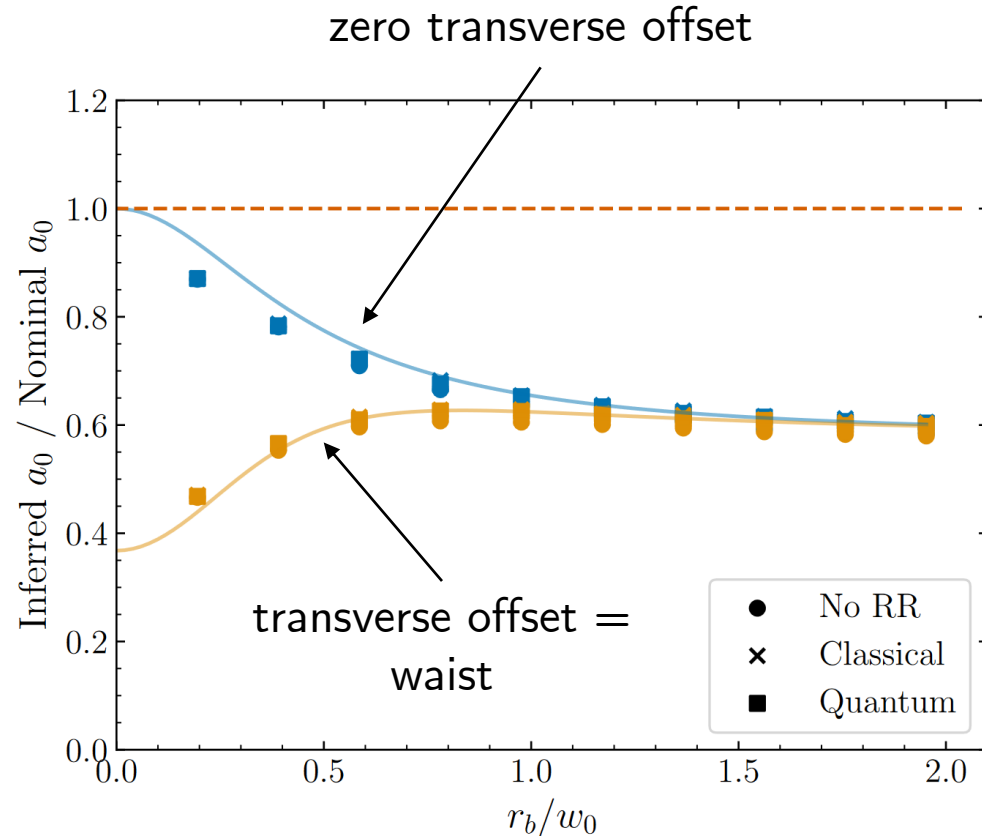 zero transverse offset
1.2
1.0
0.8
0.6
0.4
0.2
0.0
Inferred a₀ / Nominal a₀
transverse offset =
waist
No RR
Classical
Quantum
0.0 0.5 1.0 1.5 2.0
r_b/w₀